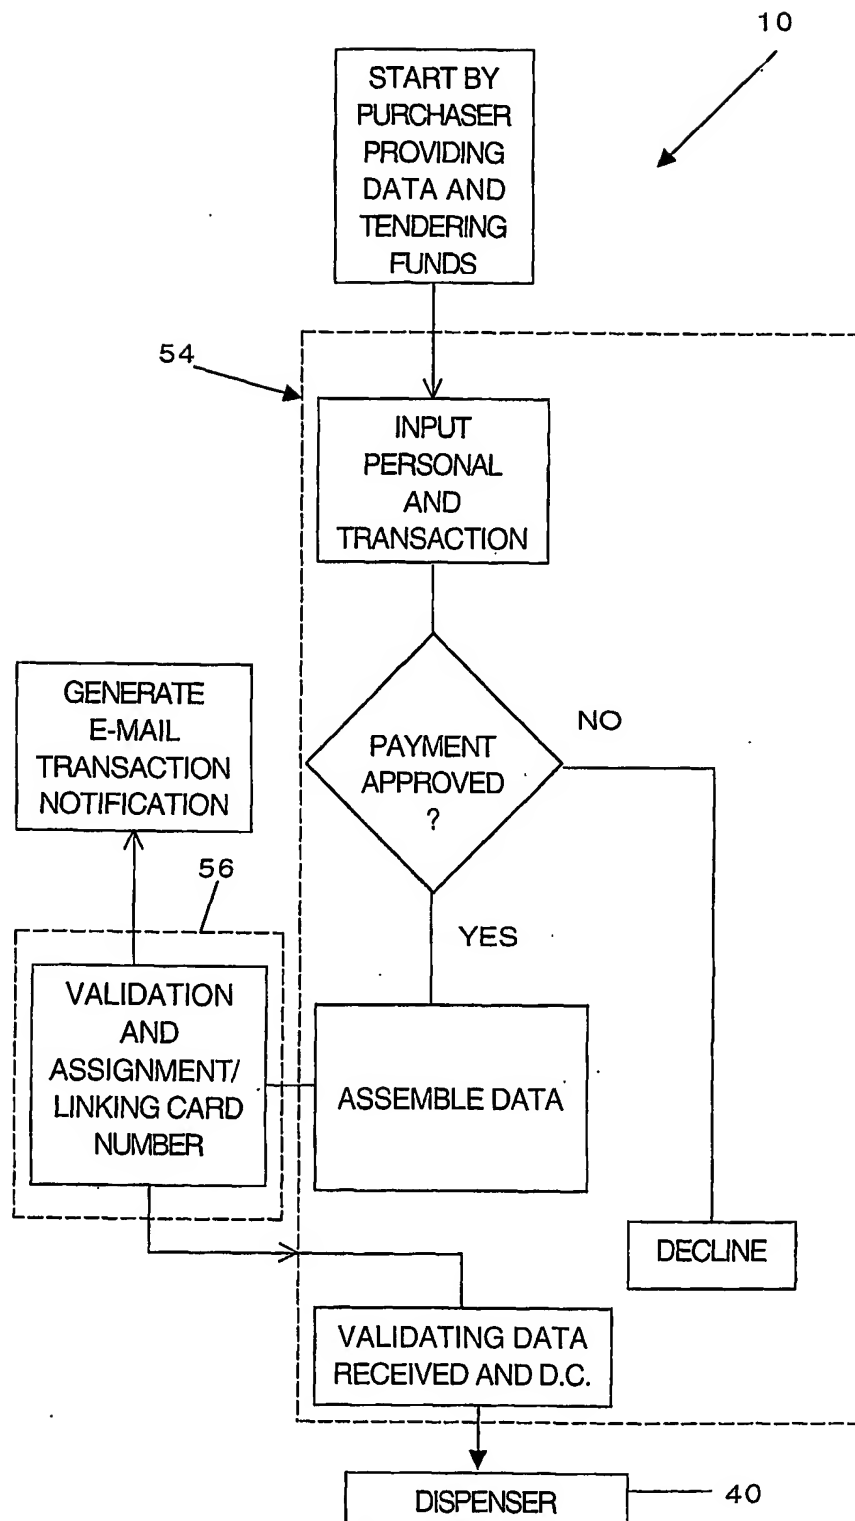 10
START BY
PURCHASER
PROVIDING
DATA AND
TENDERING
FUNDS
54
INPUT
PERSONAL
AND
TRANSACTION
GENERATE
E-MAIL
TRANSACTION
NOTIFICATION
PAYMENT
APPROVED
?
NO
56
YES
VALIDATION
AND
ASSIGNMENT/
LINKING CARD
NUMBER
ASSEMBLE DATA
DECLINE
VALIDATING DATA
RECEIVED AND D.C.
DISPENSER
40